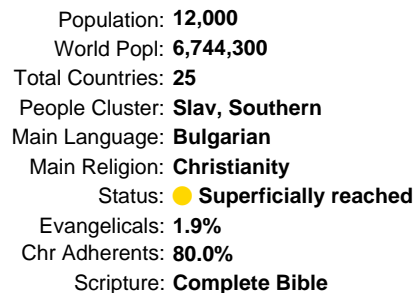 Population: 12,000
World Popl: 6,744,300
Total Countries: 25
People Cluster: Slav, Southern
Main Language: Bulgarian
Main Religion: Christianity
Status: Superficially reached
Evangelicals: 1.9%
Chr Adherents: 80.0%
Scripture: Complete Bible